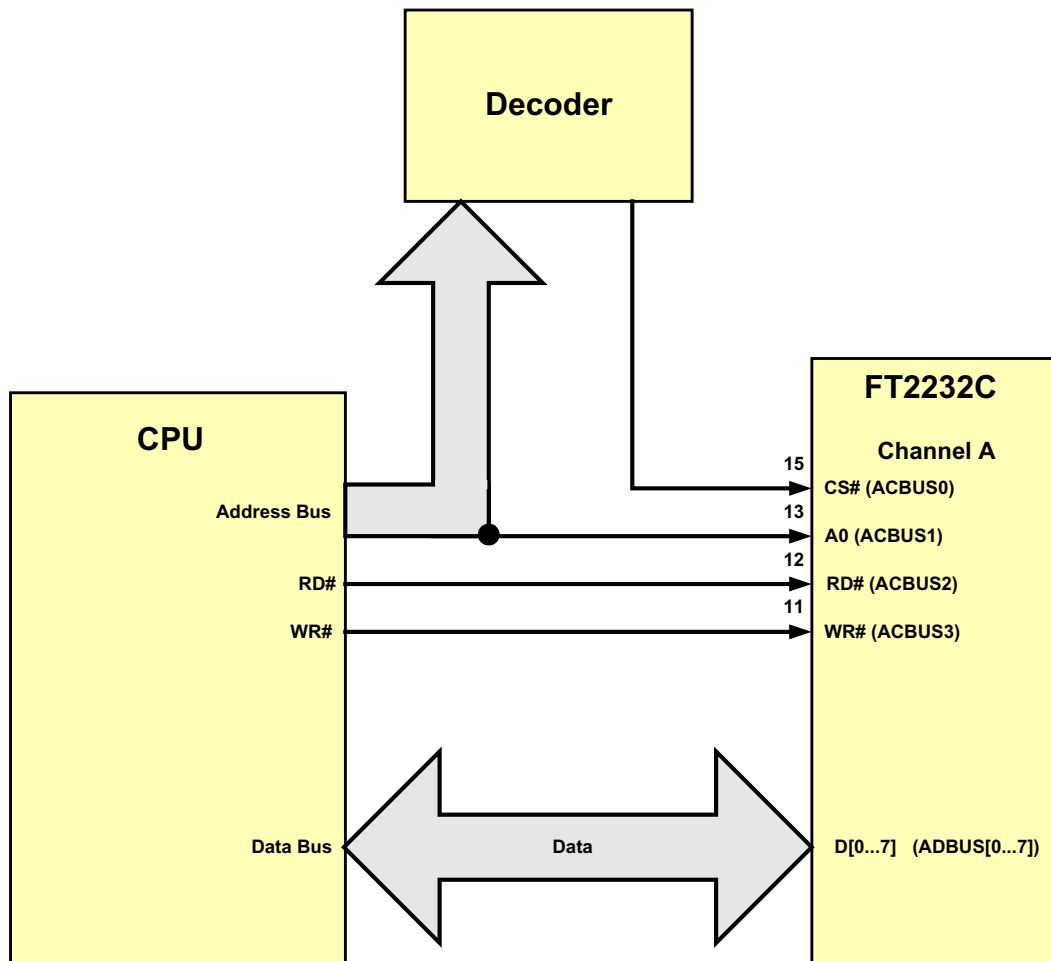 Decoder
FT2232C
CPU
Channel A
15
CS# (ACBUS0)
Address Bus
13
A0 (ACBUS1)
12
RD#
RD# (ACBUS2)
11
WR#
WR# (ACBUS3)
Data Bus
Data
D[0...7] (ADBUS[0...7])